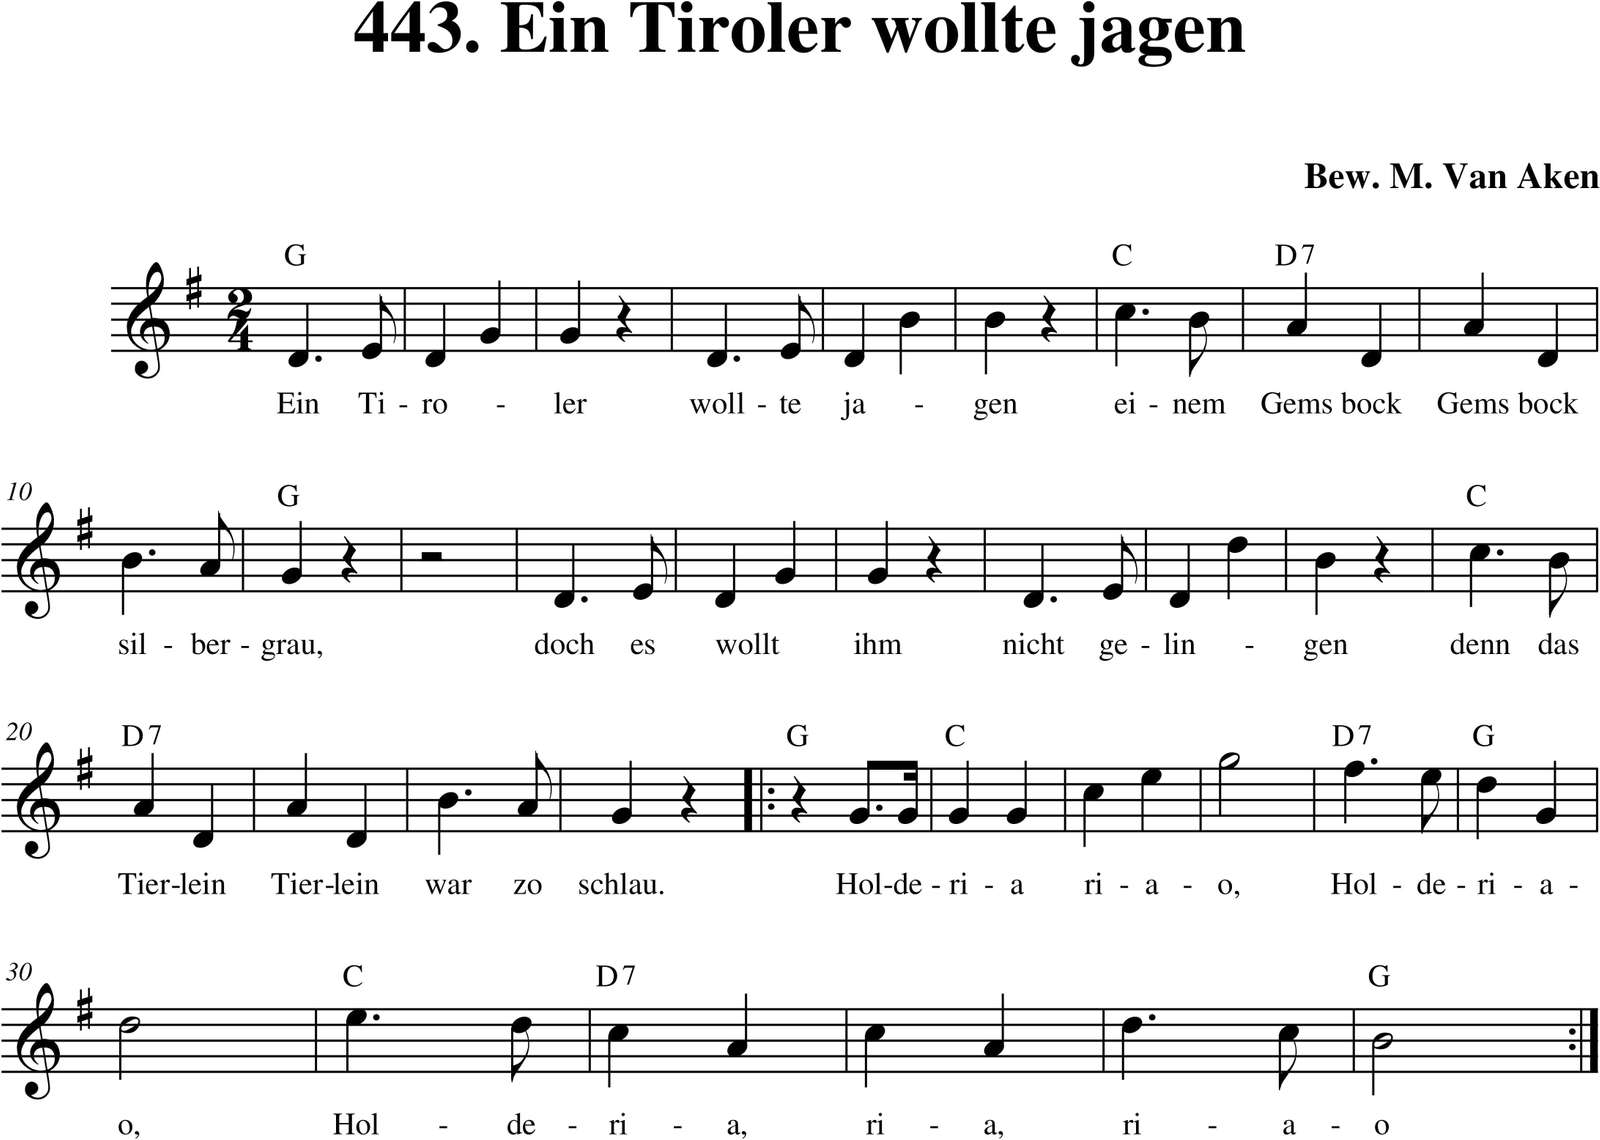 443. Ein Tiroler wollte jagen
Bew. M. Van Aken
G C D7
2
4
Ein Ti - ro - ler woll - te ja - gen ei - nem Gems bock Gems bock
10 G C
sil - ber - grau, doch es wollt ihm nicht ge - lin - gen denn das
20 D7 G C D7 G
Tier-lein Tier-lein war zo schlau. Hol-de - ri - a ri - a - o, Hol - de - ri - a -
30 C D7 G
o, Hol - de - ri - a, ri - a, ri - a - o